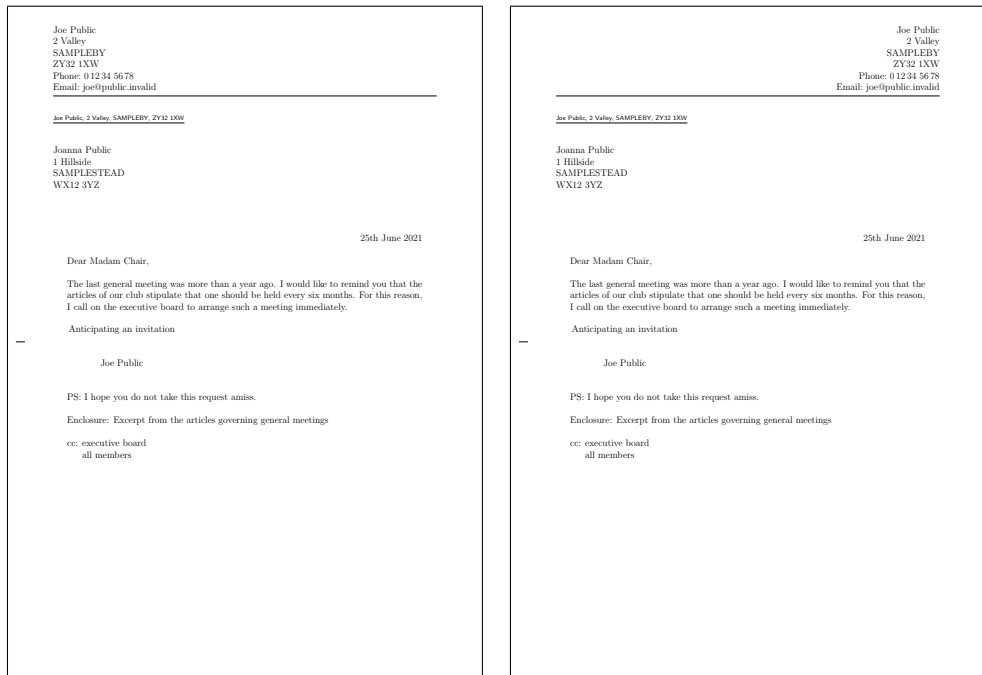 Joe Public
2 Valley
SAMPLEBY
ZY32 1XW
Phone: 0 12 34 56 78
Email: joe@public.invalid
Joe Public, 2 Valley, SAMPLEBY, ZY32 1XW
Joanna Public
1 Hillside
SAMPLESTEAD
WX12 3YZ
25th June 2021
Dear Madam Chair,
The last general meeting was more than a year ago. I would like to remind you that the
articles of our club stipulate that one should be held every six months. For this reason,
I call on the executive board to arrange such a meeting immediately.
Anticipating an invitation
Joe Public
PS: I hope you do not take this request amiss.
Enclosure: Excerpt from the articles governing general meetings
cc: executive board
all members
Joe Public
2 Valley
SAMPLEBY
ZY32 1XW
Phone: 0 12 34 56 78
Email: joe@public.invalid
Joe Public, 2 Valley, SAMPLEBY, ZY32 1XW
Joanna Public
1 Hillside
SAMPLESTEAD
WX12 3YZ
25th June 2021
Dear Madam Chair,
The last general meeting was more than a year ago. I would like to remind you that the
articles of our club stipulate that one should be held every six months. For this reason,
I call on the executive board to arrange such a meeting immediately.
Anticipating an invitation
Joe Public
PS: I hope you do not take this request amiss.
Enclosure: Excerpt from the articles governing general meetings
cc: executive board
all members